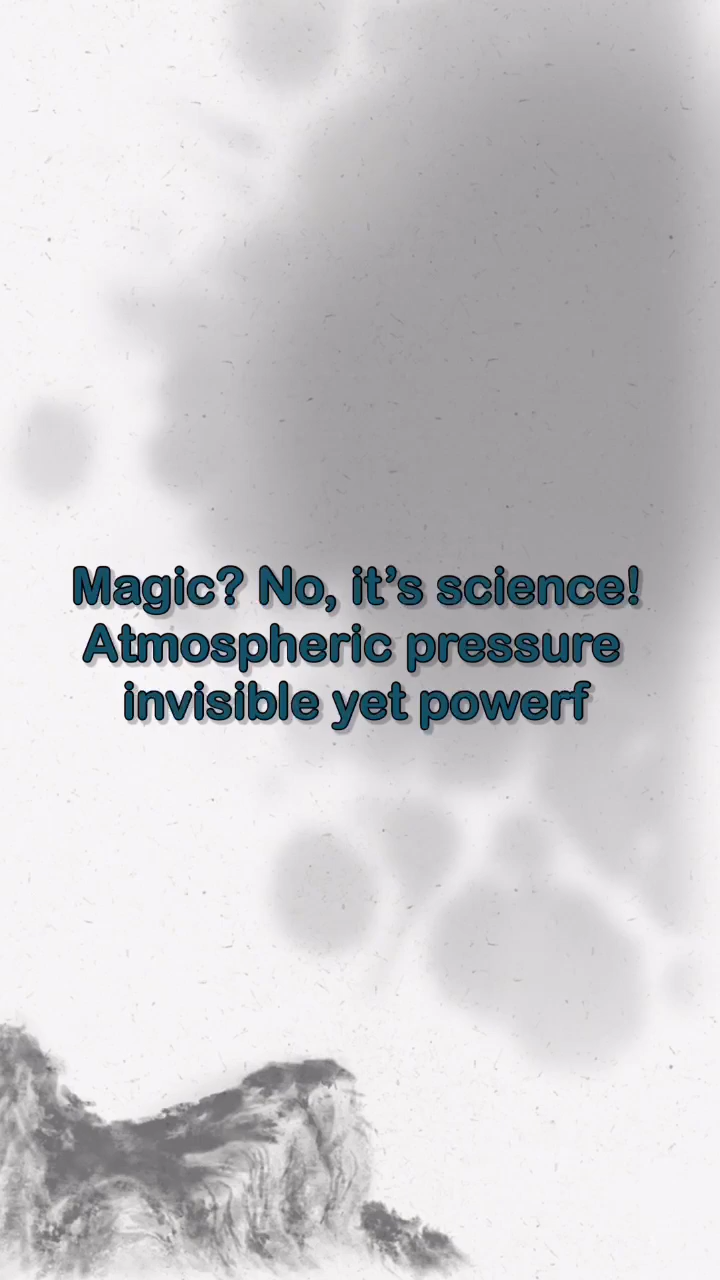 Magic? No, it’s science!
Atmospheric pressure
invisible yet powerf